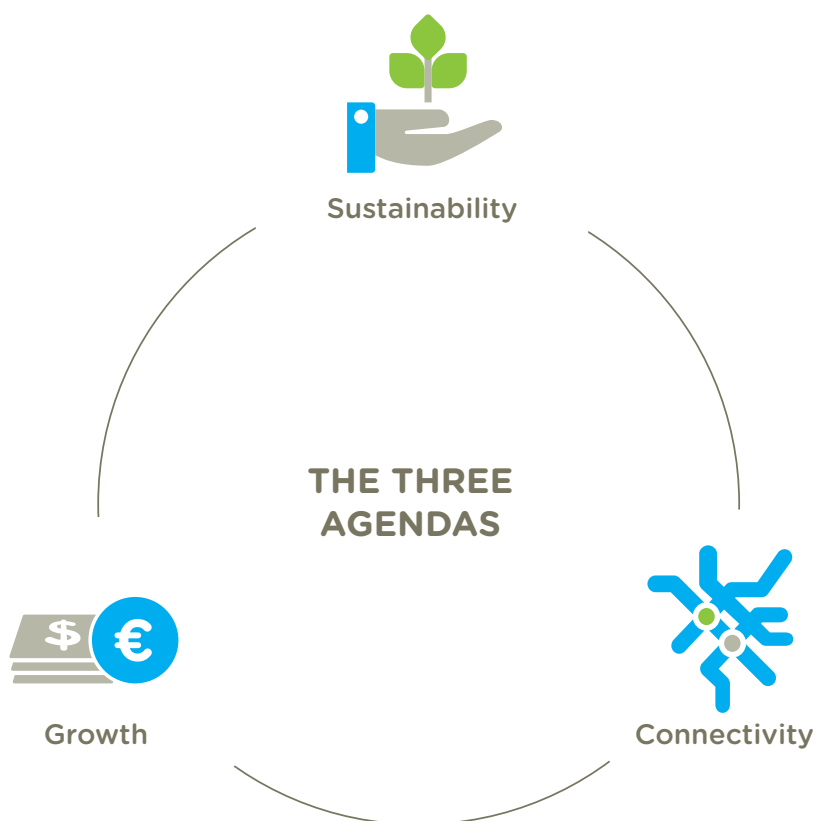 Sustainability
THE THREE
AGENDAS
$
€
Growth
Connectivity